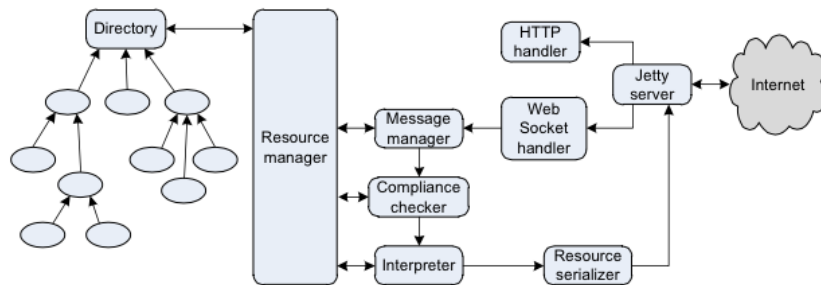 Directory
Resource
manager
Message
manager
Compliance
checker
Interpreter
HTTP
handler
Web
Socket
handler
Resource
serializer
Jetty
server
Internet